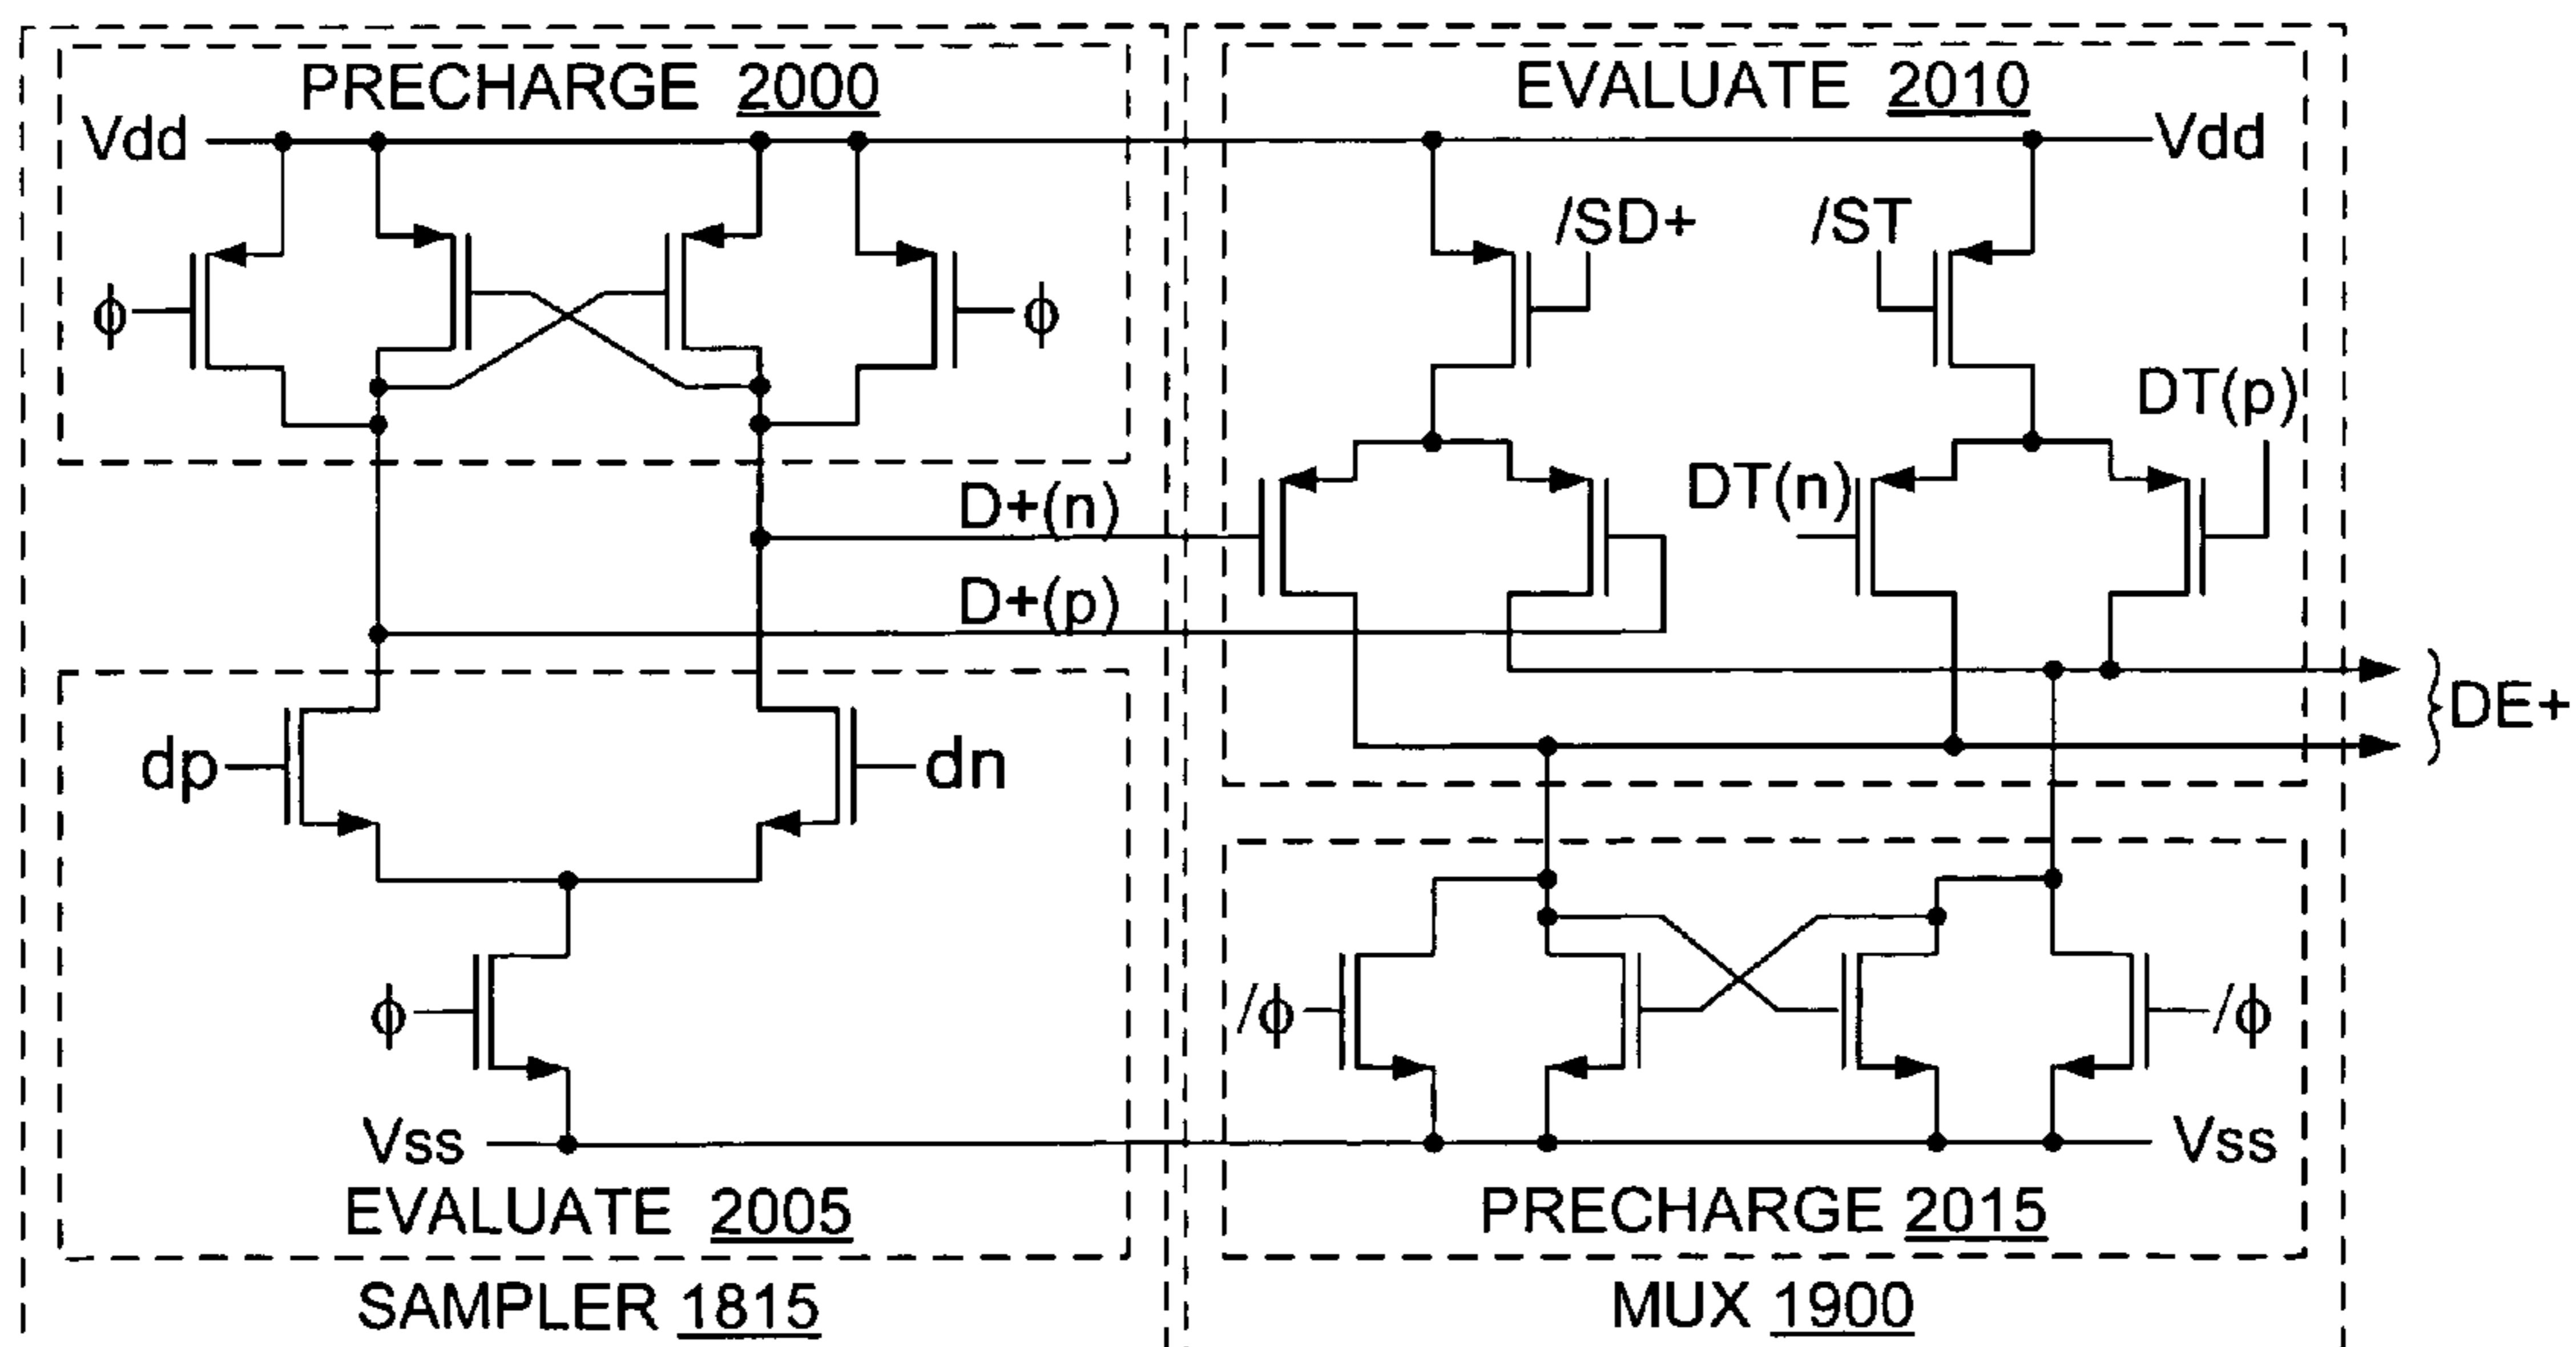 PRECHARGE 2000
EVALUATE 2010
Vdd
Vdd
/SD+
/ST
ϕ
ϕ
DT(p)
DT(n)
D+(n)
D+(p)
DE+
dp
dn
ϕ
/ϕ
/ϕ
Vss
Vss
EVALUATE 2005
PRECHARGE 2015
SAMPLER 1815
MUX 1900